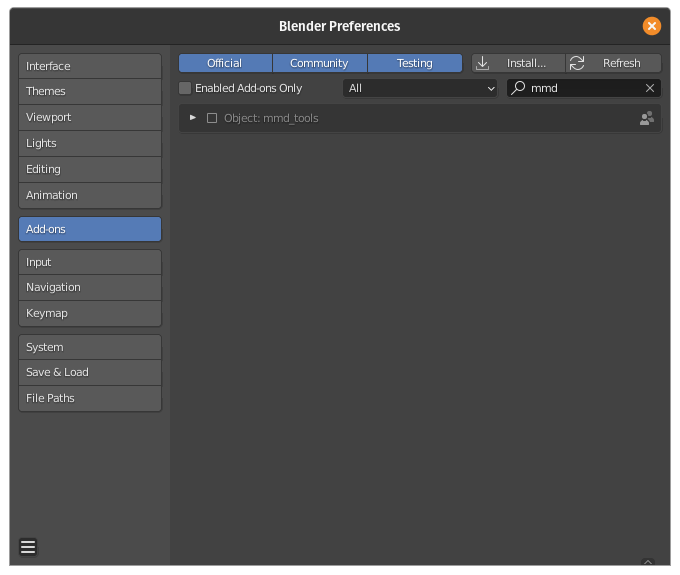 Blender Preferences
Interface
Themes
Viewport
Lights
Editing
Animation
Add-ons
Input
Navigation
Keymap
System
Save & Load
File Paths
Official Community Testing Install... Refresh
Enabled Add-ons Only All mmd
Object: mmd_tools